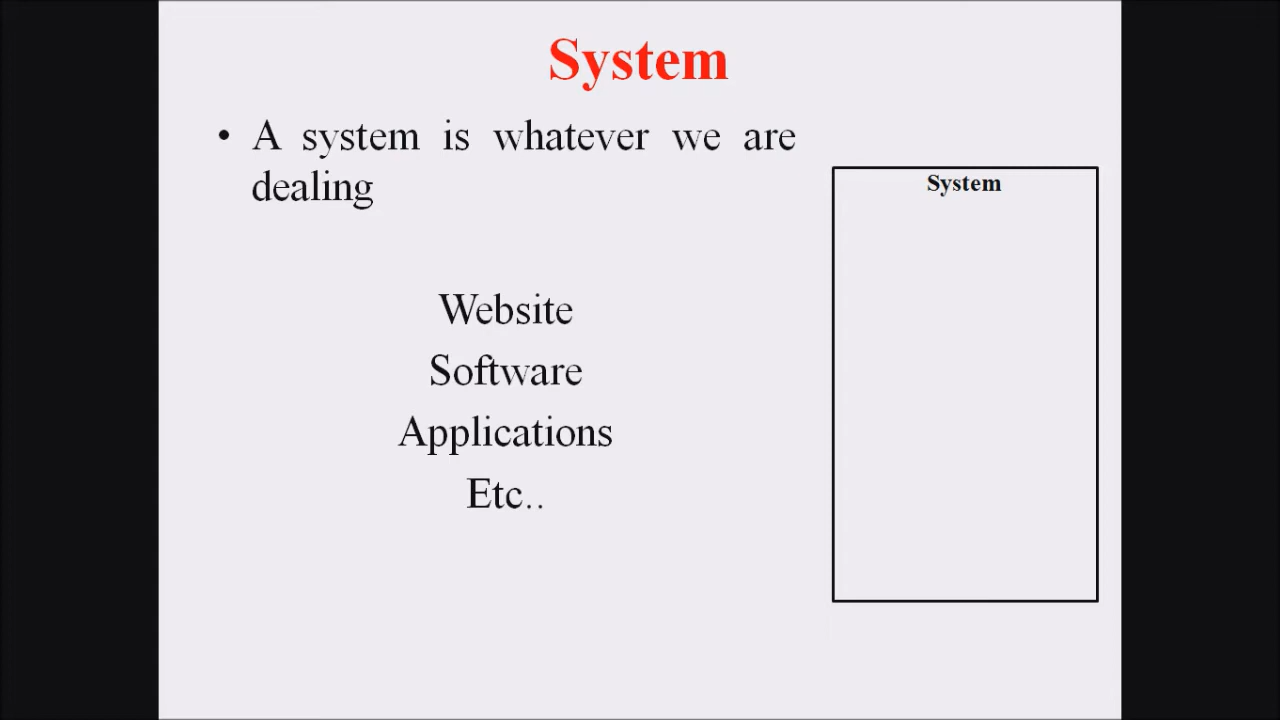 System
• A system is whatever we are
dealing
Website
Software
Applications
Etc..
System